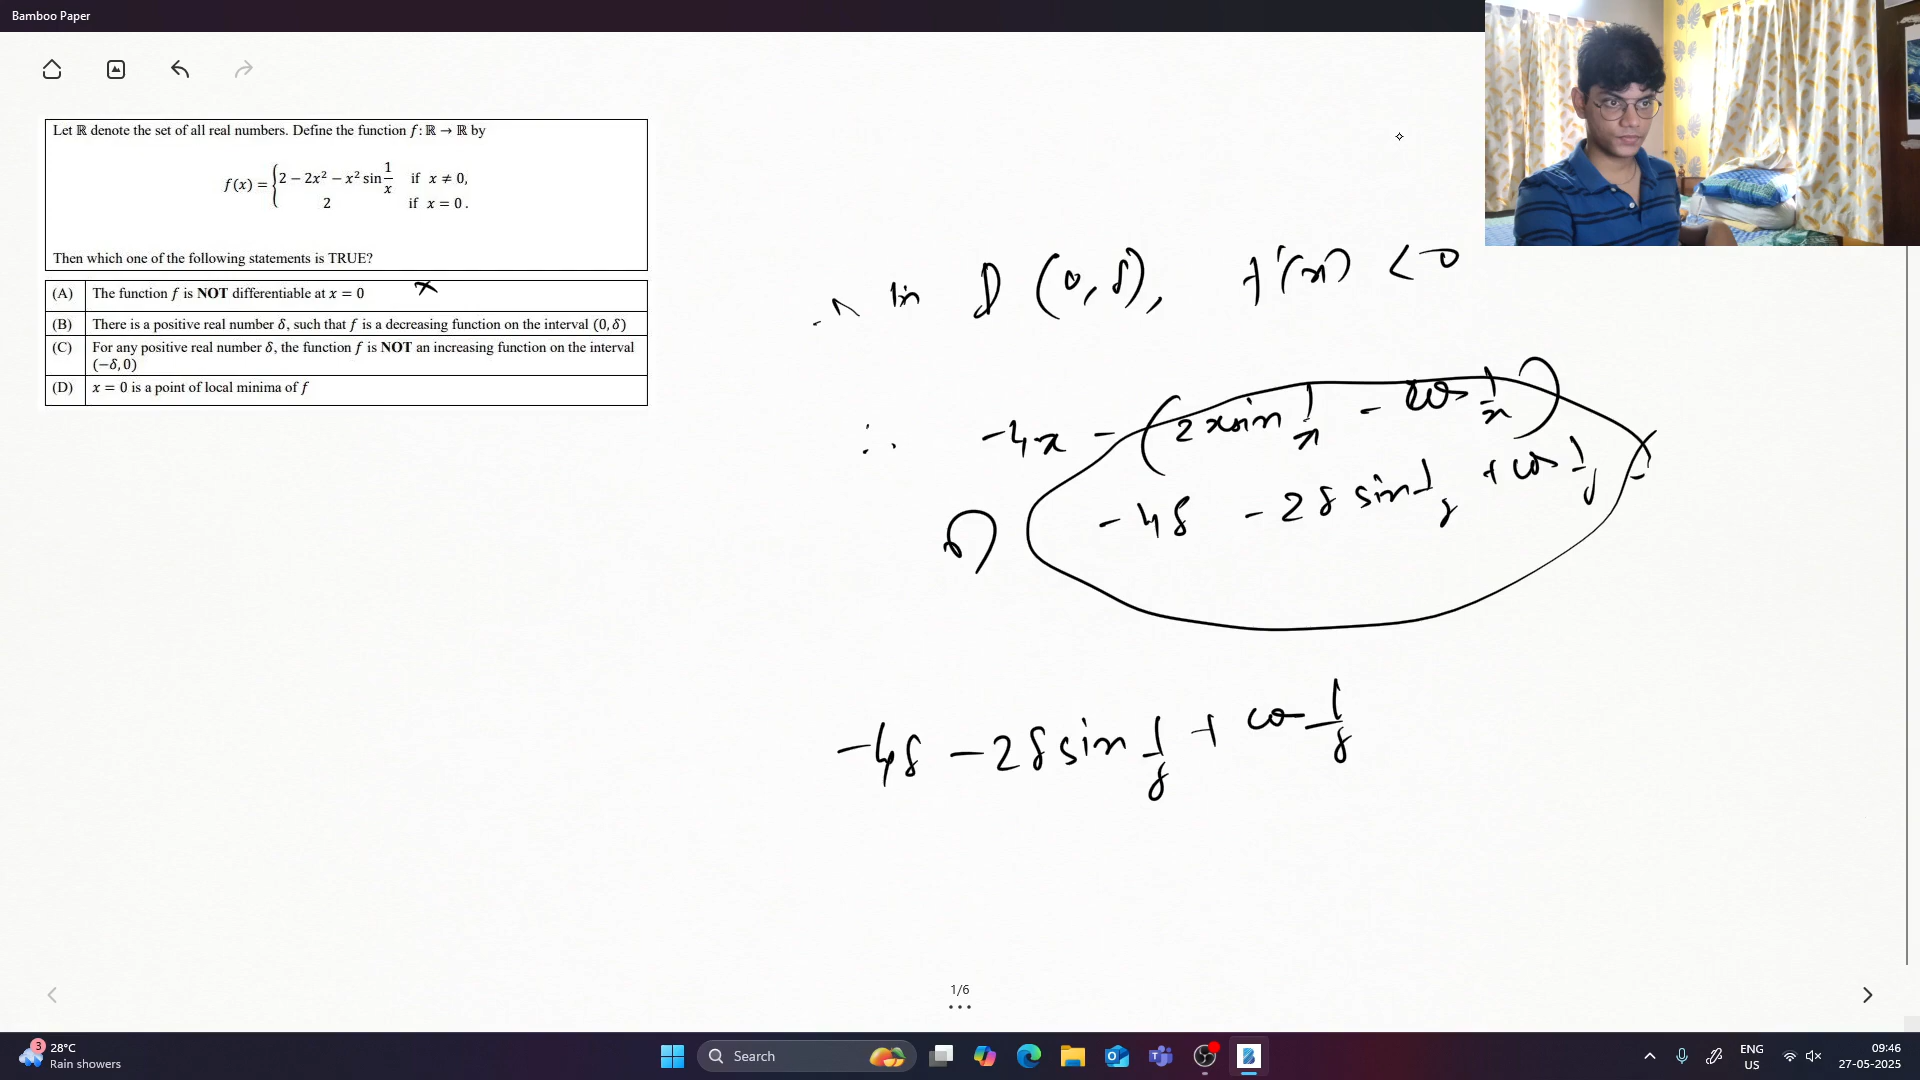 Bamboo Paper
Let ℝ denote the set of all real numbers. Define the function f: ℝ → ℝ by
f(x) = { 2 − 2x² − x² sin 1/x if x ≠ 0,
2 if x = 0 .
Then which one of the following statements is TRUE?
(A) The function f is NOT differentiable at x = 0 ×
(B) There is a positive real number δ, such that f is a decreasing function on the interval (0, δ)
(C) For any positive real number δ, the function f is NOT an increasing function on the interval
(−δ, 0)
(D) x = 0 is a point of local minima of f
in (0, δ), f'(x) < 0
∴ -4x - (2x sin 1/x - cos 1/x)
-4δ - 2δ sin 1/δ + cos 1/δ
-4δ - 2δ sin 1/δ + cos 1/δ
1/6
3
28°C
Rain showers
Search
ENG
US
09:46
27-05-2025